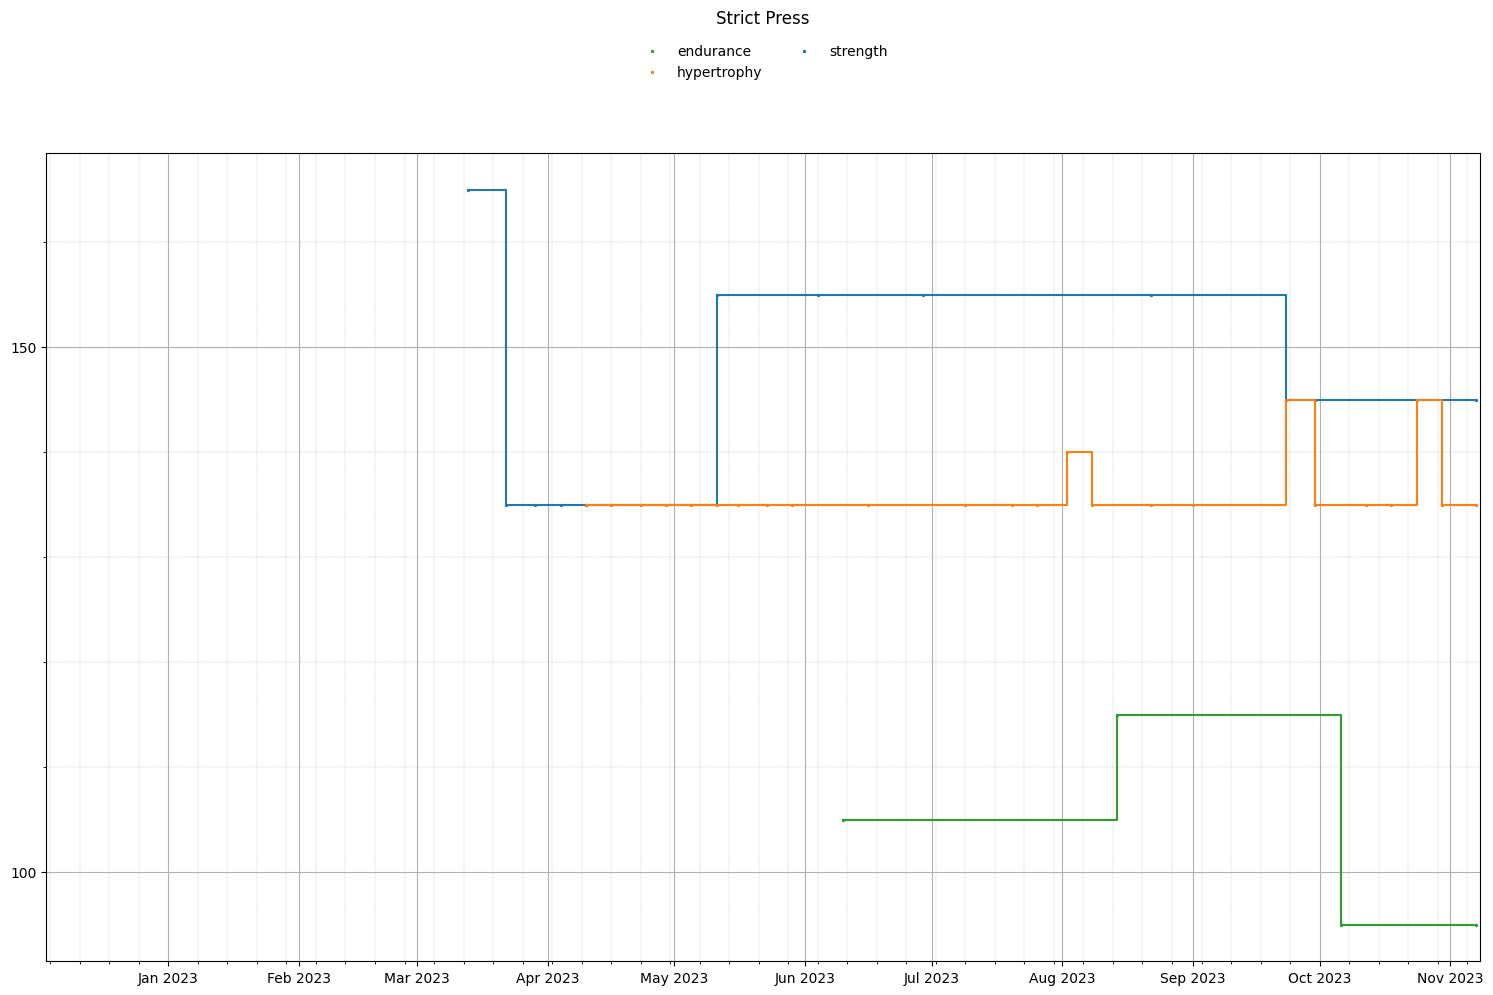 Strict Press
endurance
hypertrophy
strength
150
100
Jan 2023
Feb 2023
Mar 2023
Apr 2023
May 2023
Jun 2023
Jul 2023
Aug 2023
Sep 2023
Oct 2023
Nov 2023